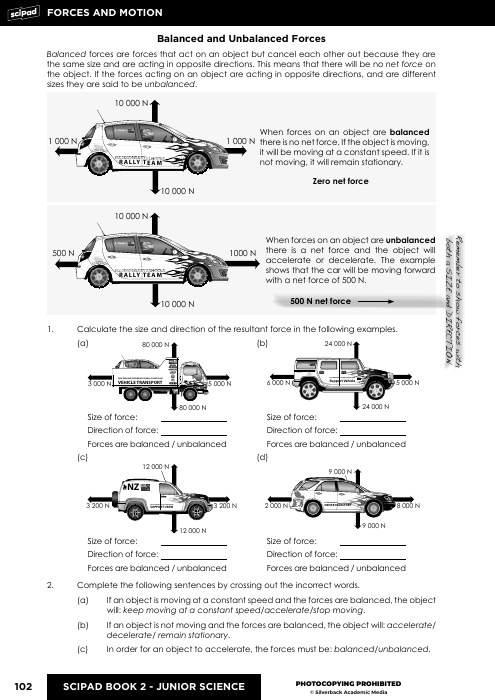 scipad FORCES AND MOTION
Balanced and Unbalanced Forces
Balanced forces are forces that act on an object but cancel each other out because they are
the same size and are acting in opposite directions. This means that there will be no net force on
the object. If the forces acting on an object are acting in opposite directions, and are different
sizes they are said to be unbalanced.
10 000 N
1 000 N
1 000 N
RALLY TEAM
10 000 N
When forces on an object are balanced
there is no net force. If the object is moving,
it will be moving at a constant speed. If it is
not moving, it will remain stationary.
Zero net force
10 000 N
500 N
1000 N
RALLY TEAM
10 000 N
When forces on an object are unbalanced
there is a net force and the object will
accelerate or decelerate. The example
shows that the car will be moving forward
with a net force of 500 N.
500 N net force
Remember to show forces with
both a SIZE and DIRECTION.
1. Calculate the size and direction of the resultant force in the following examples.
(a)
80 000 N
3 000 N
VEHICLE TRANSPORT
5 000 N
80 000 N
Size of force:
Direction of force:
Forces are balanced / unbalanced
(b)
24 000 N
6 000 N
Support Vehicle
5 000 N
24 000 N
Size of force:
Direction of force:
Forces are balanced / unbalanced
(c)
12 000 N
NZ
3 200 N
3 200 N
12 000 N
Size of force:
Direction of force:
Forces are balanced / unbalanced
(d)
9 000 N
2 000 N
8 000 N
9 000 N
Size of force:
Direction of force:
Forces are balanced / unbalanced
2. Complete the following sentences by crossing out the incorrect words.
(a) If an object is moving at a constant speed and the forces are balanced, the object
will: keep moving at a constant speed/accelerate/stop moving.
(b) If an object is not moving and the forces are balanced, the object will: accelerate/
decelerate/ remain stationary.
(c) In order for an object to accelerate, the forces must be: balanced/unbalanced.
102 SCIPAD BOOK 2 - JUNIOR SCIENCE
PHOTOCOPYING PROHIBITED
© Silverback Academic Media